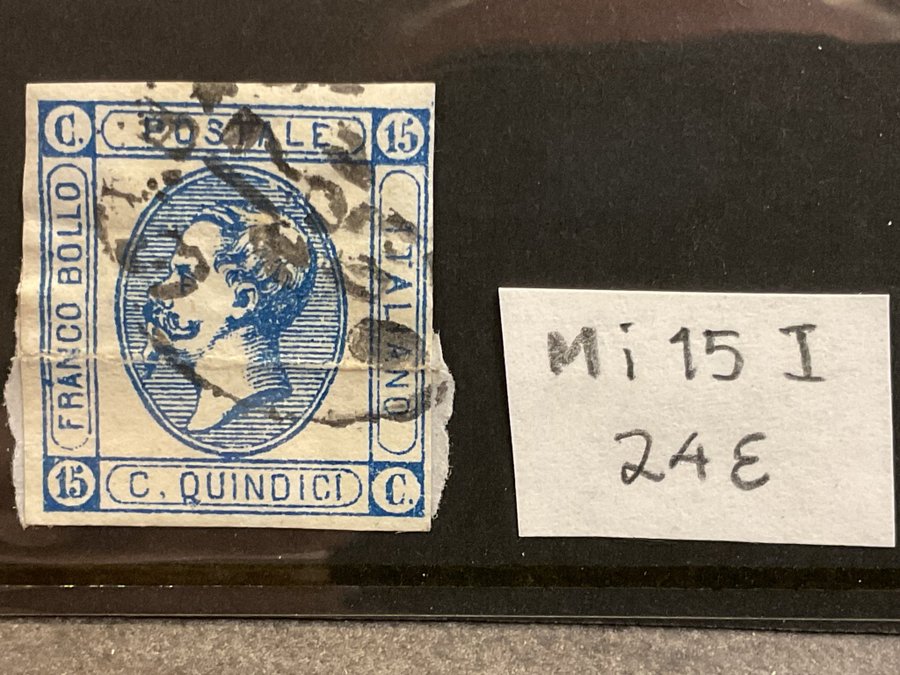 C. POSTALE 15
FRANCO BOLLO
ITALIANO
15 C. QUINDICI C.
Mi 15 I
24 €